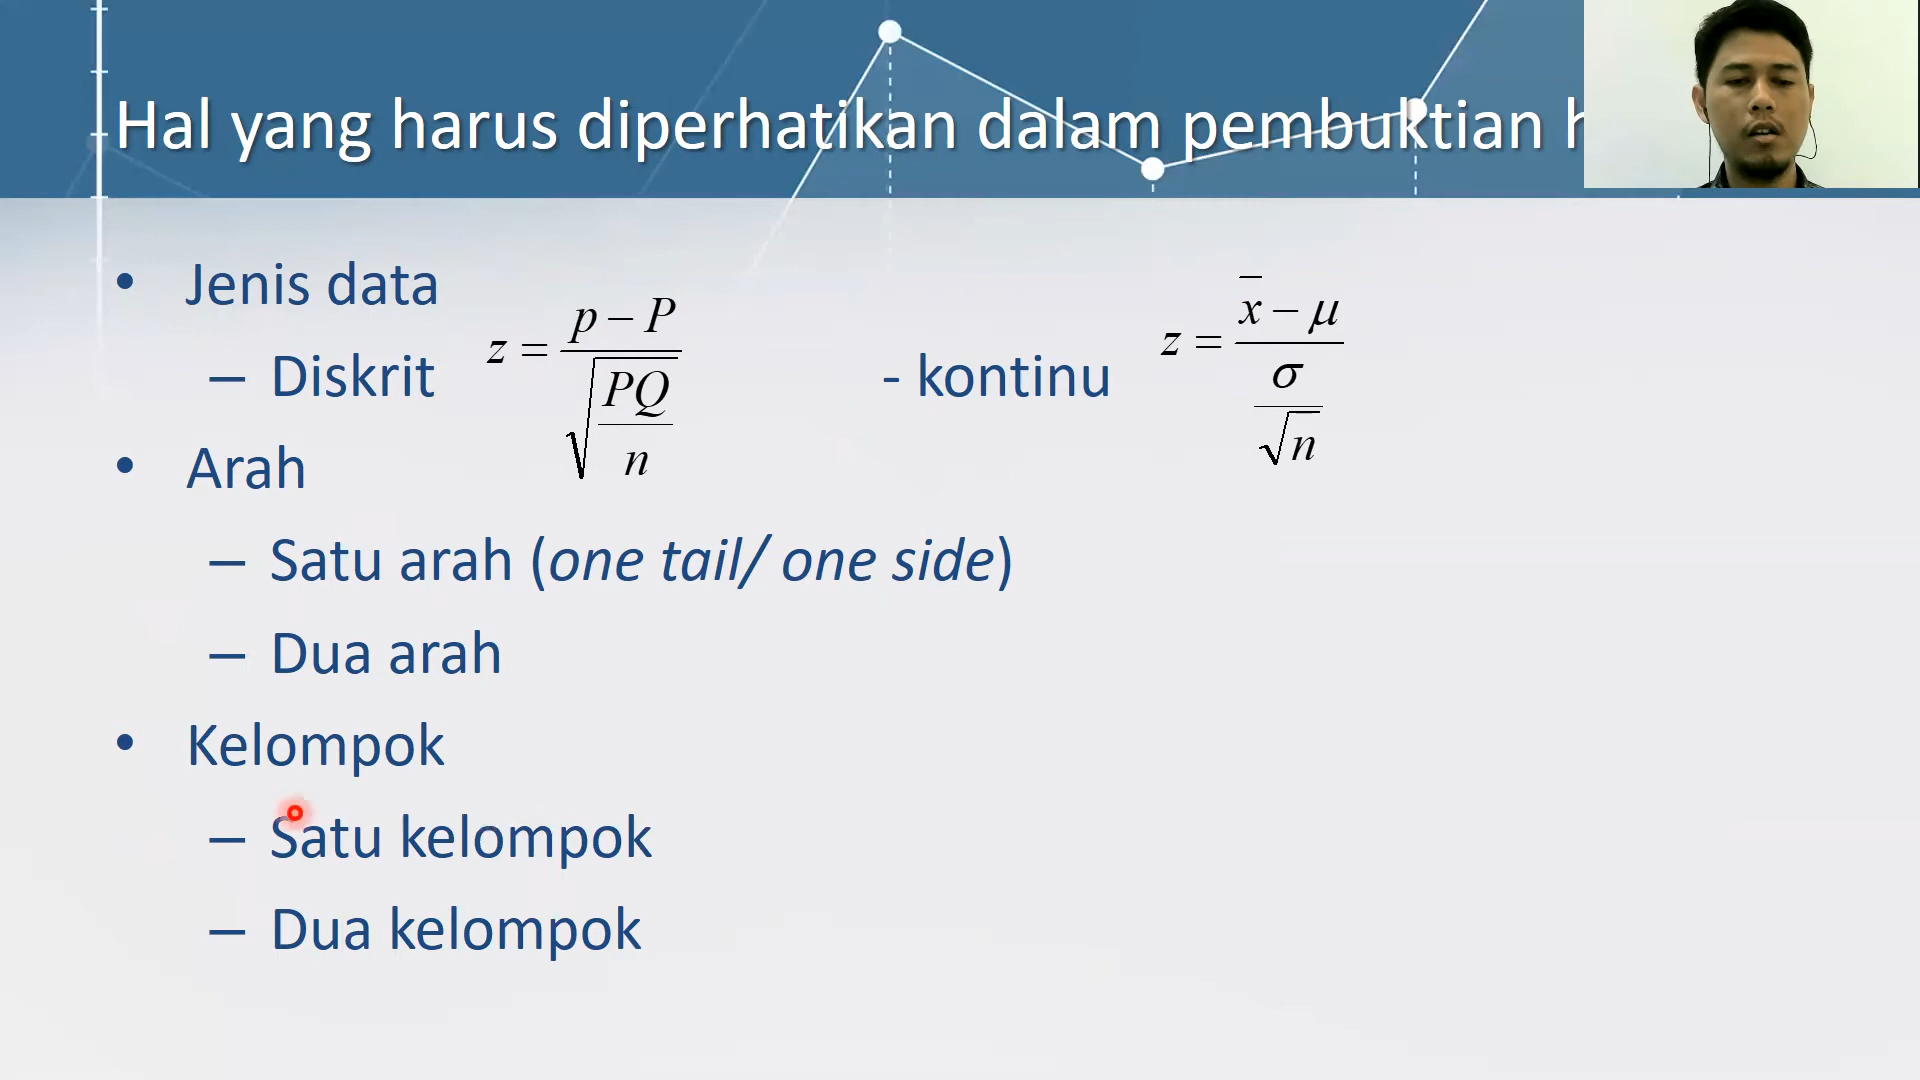 Hal yang harus diperhatikan dalam pembuktian
• Jenis data
– Diskrit z = (p – P) / √(PQ/n) - kontinu z = (x̄ – μ) / (σ/√n)
• Arah
– Satu arah (one tail/ one side)
– Dua arah
• Kelompok
– Satu kelompok
– Dua kelompok